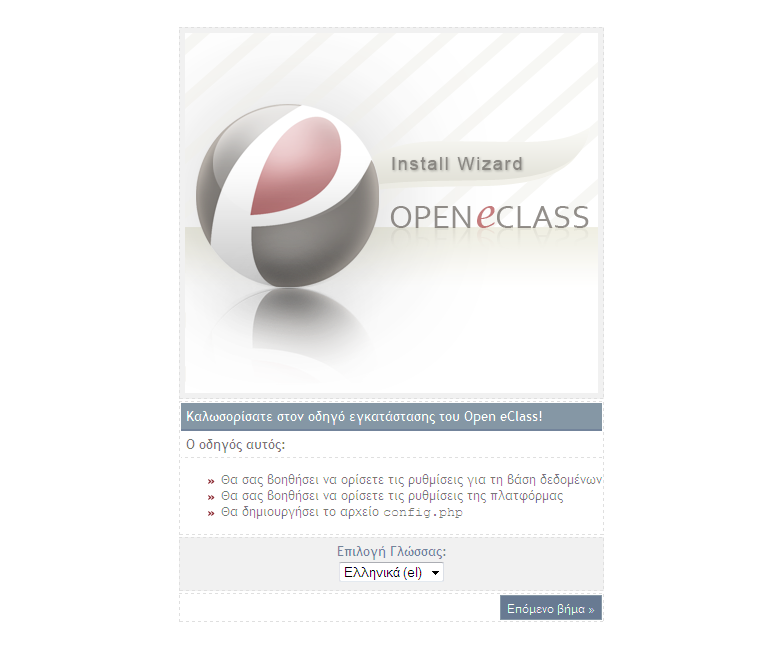 Install Wizard
OPENeCLASS
Καλωσορίσατε στον οδηγό εγκατάστασης του Open eClass!
Ο οδηγός αυτός:
» Θα σας βοηθήσει να ορίσετε τις ρυθμίσεις για τη βάση δεδομένων
» Θα σας βοηθήσει να ορίσετε τις ρυθμίσεις της πλατφόρμας
» Θα δημιουργήσει το αρχείο config.php
Επιλογή Γλώσσας:
Ελληνικά (el)
Επόμενο βήμα »